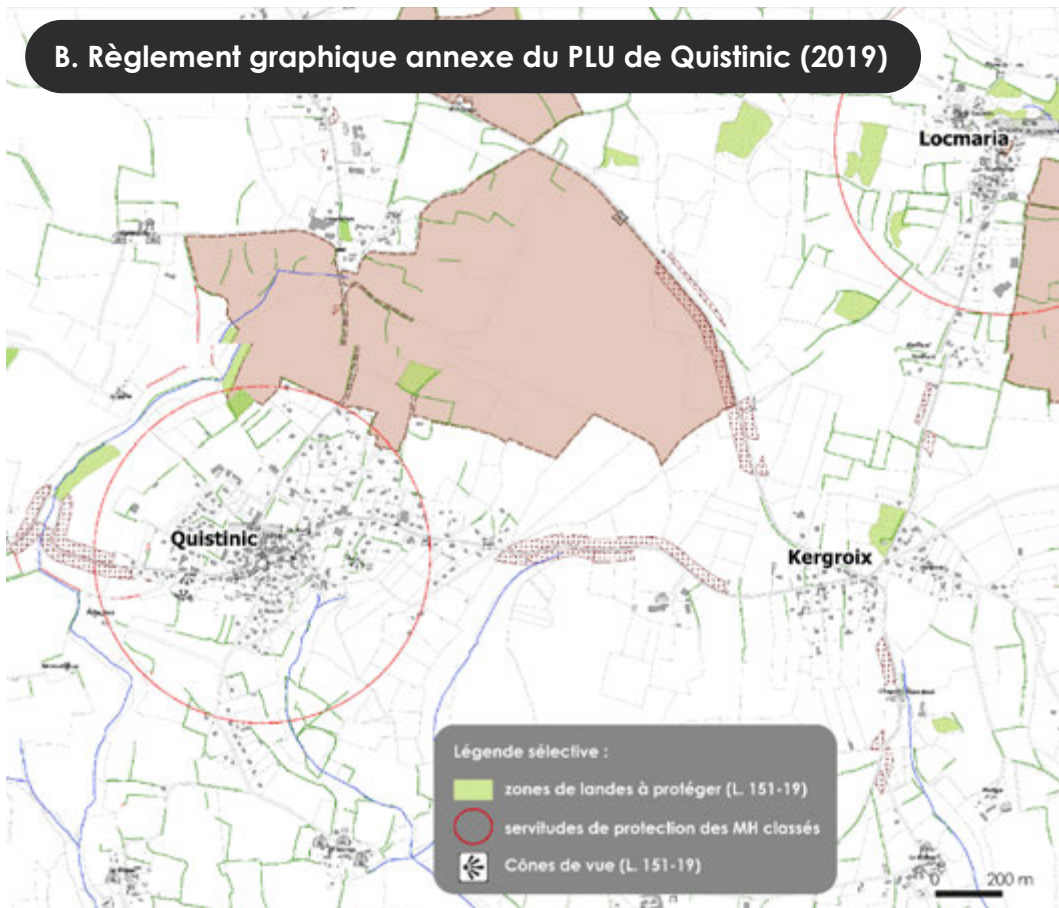 B. Règlement graphique annexe du PLU de Quistinic (2019)
Locmaria
Quistinic
Kergroix
Légende sélective :
zones de landes à protéger (L. 151-19)
servitudes de protection des MH classés
Cônes de vue (L. 151-19)
0 200 m